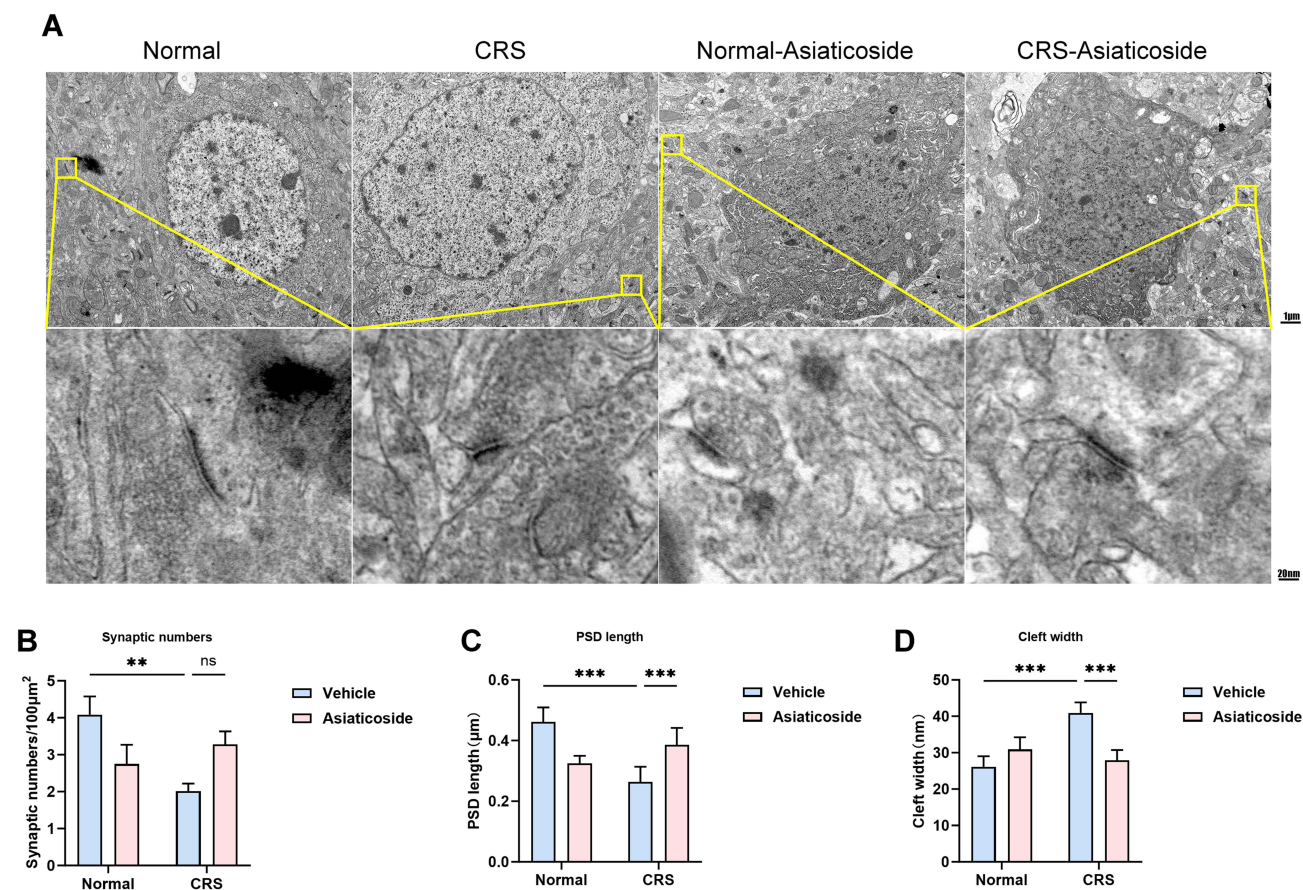 A
Normal CRS Normal-Asiaticoside CRS-Asiaticoside
1μm
20nm
B
Synaptic numbers
** ns
Synaptic numbers/100μm²
5
4
3
2
1
0
Normal CRS
Vehicle
Asiaticoside
C
PSD length
*** ***
PSD length (μm)
0.6
0.4
0.2
0.0
Normal CRS
Vehicle
Asiaticoside
D
Cleft width
*** ***
Cleft width (nm)
50
40
30
20
10
0
Normal CRS
Vehicle
Asiaticoside